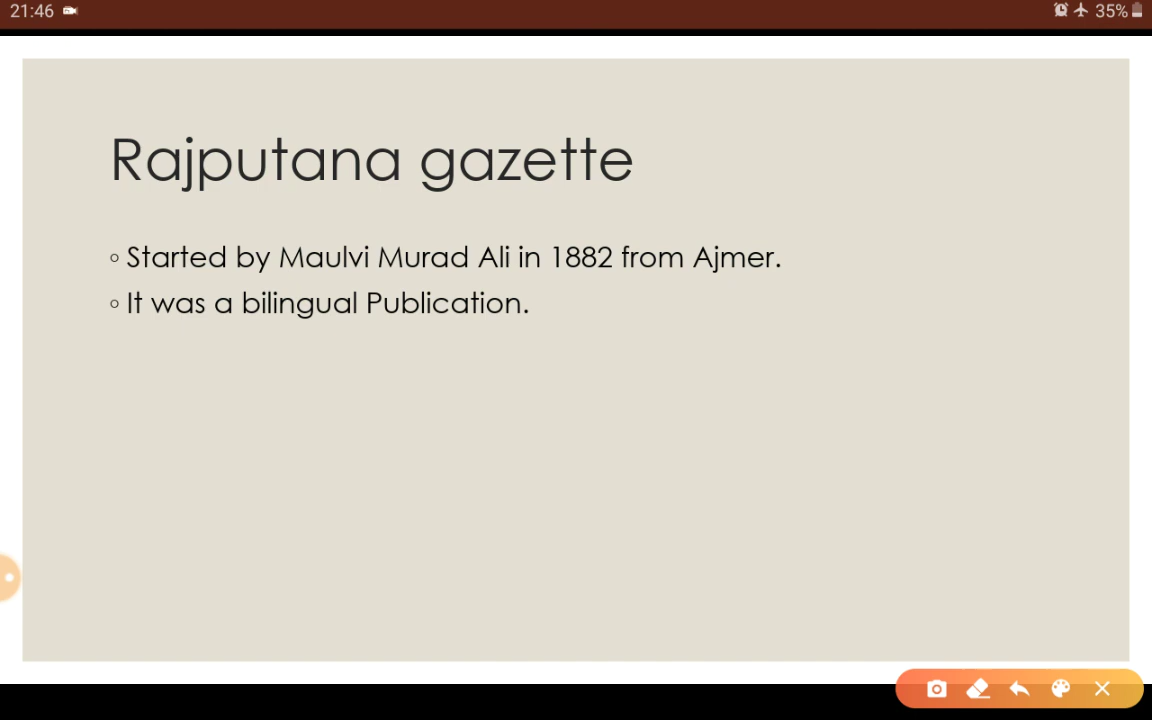 21:46
35%
Rajputana gazette
◦ Started by Maulvi Murad Ali in 1882 from Ajmer.
◦ It was a bilingual Publication.